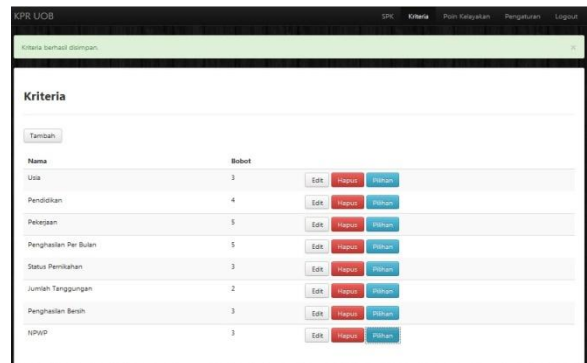 KPR UOB SPK Kriteria Poin Kelayakan Pengaturan Logout
Kriteria berhasil disimpan. ×
Kriteria
Tambah
Nama Bobot
Usia 3 Edit Hapus Pilihan
Pendidikan 4 Edit Hapus Pilihan
Pekerjaan 5 Edit Hapus Pilihan
Penghasilan Per Bulan 5 Edit Hapus Pilihan
Status Pernikahan 3 Edit Hapus Pilihan
Jumlah Tanggungan 2 Edit Hapus Pilihan
Penghasilan Bersih 3 Edit Hapus Pilihan
NPWP 3 Edit Hapus Pilihan